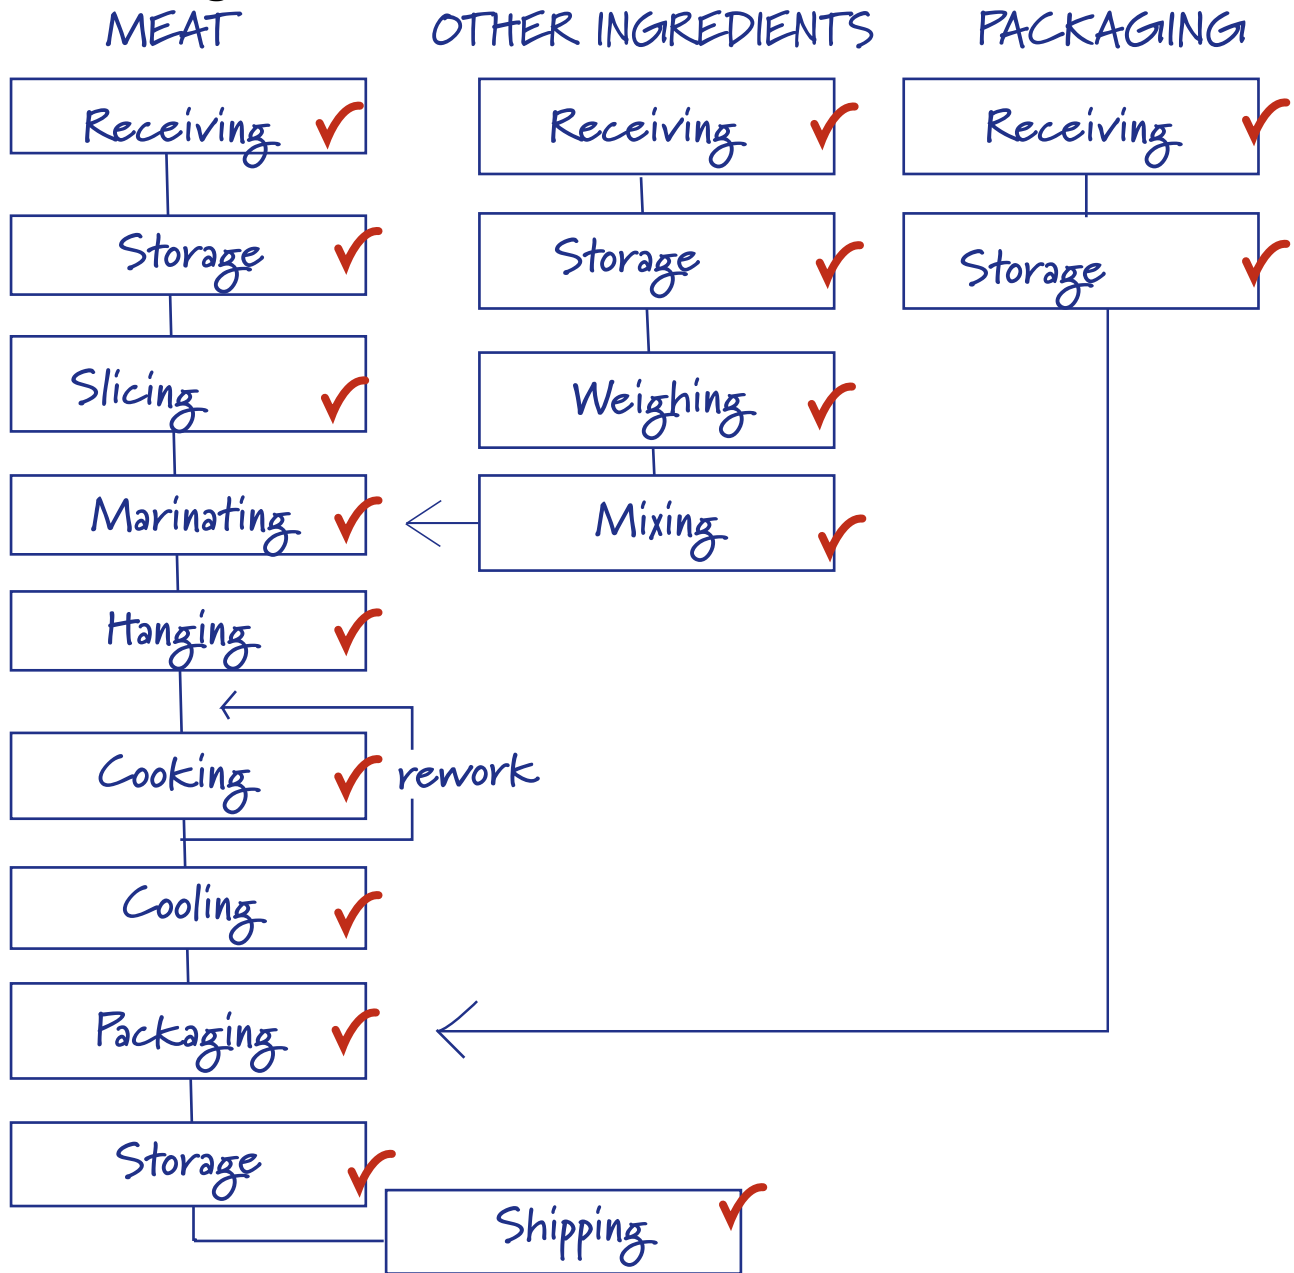 MEAT
OTHER INGREDIENTS
PACKAGING
Receiving
Storage
Slicing
Marinating
Hanging
Cooking
rework
Cooling
Packaging
Storage
Shipping
Receiving
Storage
Weighing
Mixing
Receiving
Storage